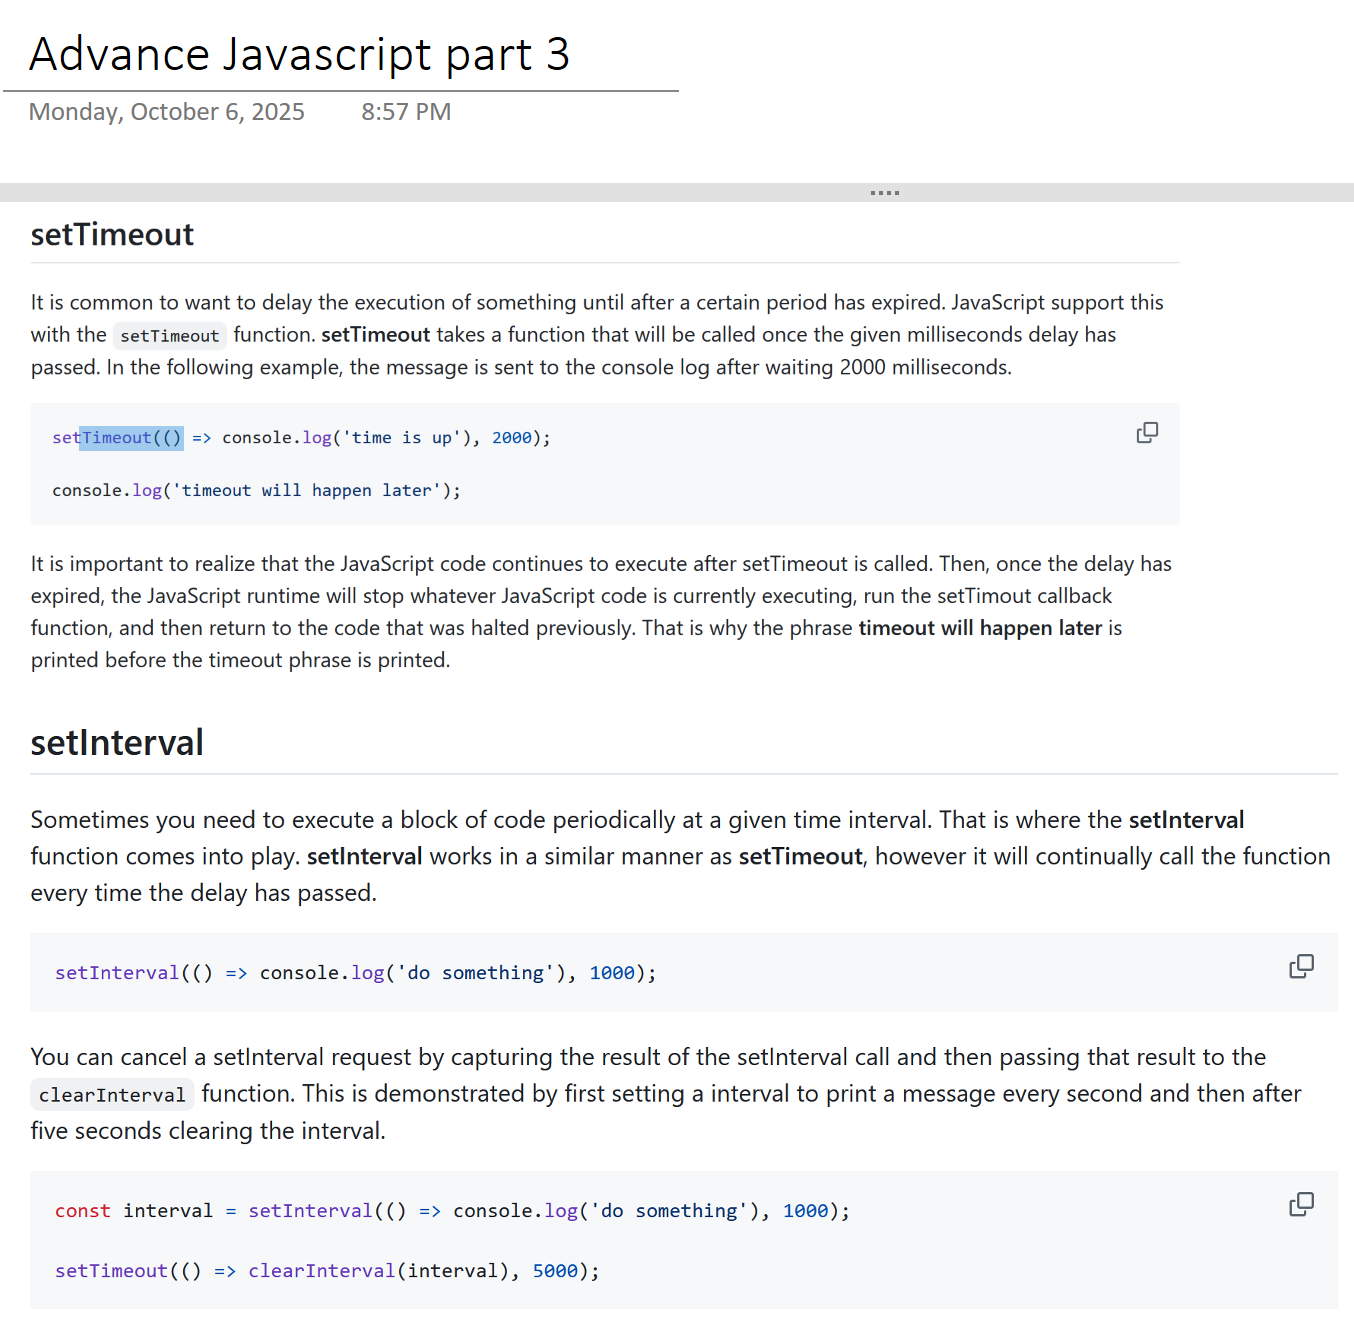 Advance Javascript part 3
Monday, October 6, 2025 8:57 PM
setTimeout
It is common to want to delay the execution of something until after a certain period has expired. JavaScript support this
with the setTimeout function. setTimeout takes a function that will be called once the given milliseconds delay has
passed. In the following example, the message is sent to the console log after waiting 2000 milliseconds.
setTimeout(() => console.log('time is up'), 2000);
console.log('timeout will happen later');
It is important to realize that the JavaScript code continues to execute after setTimeout is called. Then, once the delay has
expired, the JavaScript runtime will stop whatever JavaScript code is currently executing, run the setTimout callback
function, and then return to the code that was halted previously. That is why the phrase timeout will happen later is
printed before the timeout phrase is printed.
setInterval
Sometimes you need to execute a block of code periodically at a given time interval. That is where the setInterval
function comes into play. setInterval works in a similar manner as setTimeout, however it will continually call the function
every time the delay has passed.
setInterval(() => console.log('do something'), 1000);
You can cancel a setInterval request by capturing the result of the setInterval call and then passing that result to the
clearInterval function. This is demonstrated by first setting a interval to print a message every second and then after
five seconds clearing the interval.
const interval = setInterval(() => console.log('do something'), 1000);
setTimeout(() => clearInterval(interval), 5000);